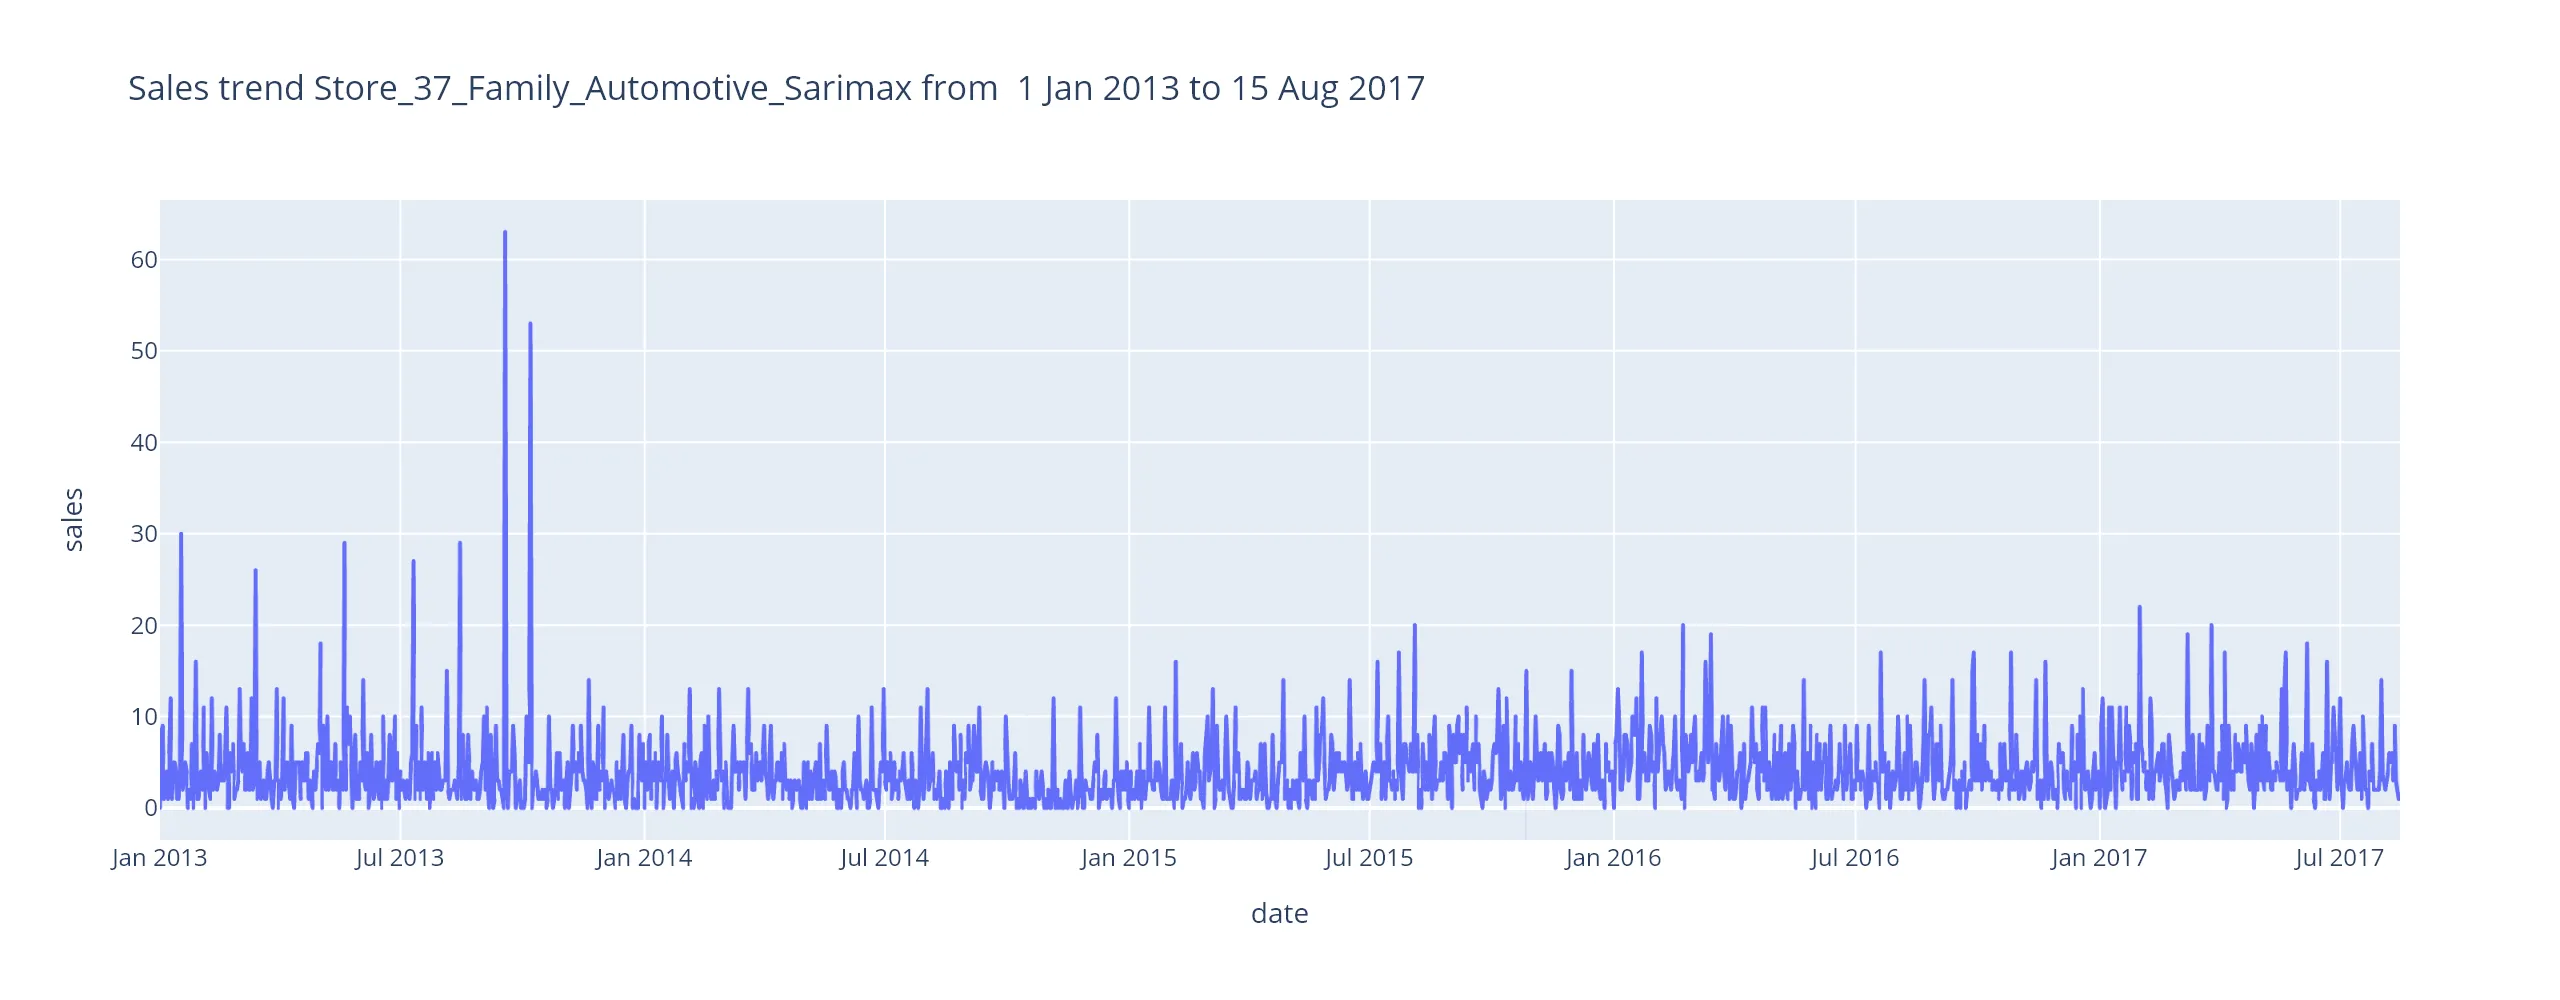 Sales trend Store_37_Family_Automotive_Sarimax from  1 Jan 2013 to 15 Aug 2017
60
50
40
30
20
10
0
sales
Jan 2013 Jul 2013 Jan 2014 Jul 2014 Jan 2015 Jul 2015 Jan 2016 Jul 2016 Jan 2017 Jul 2017
date